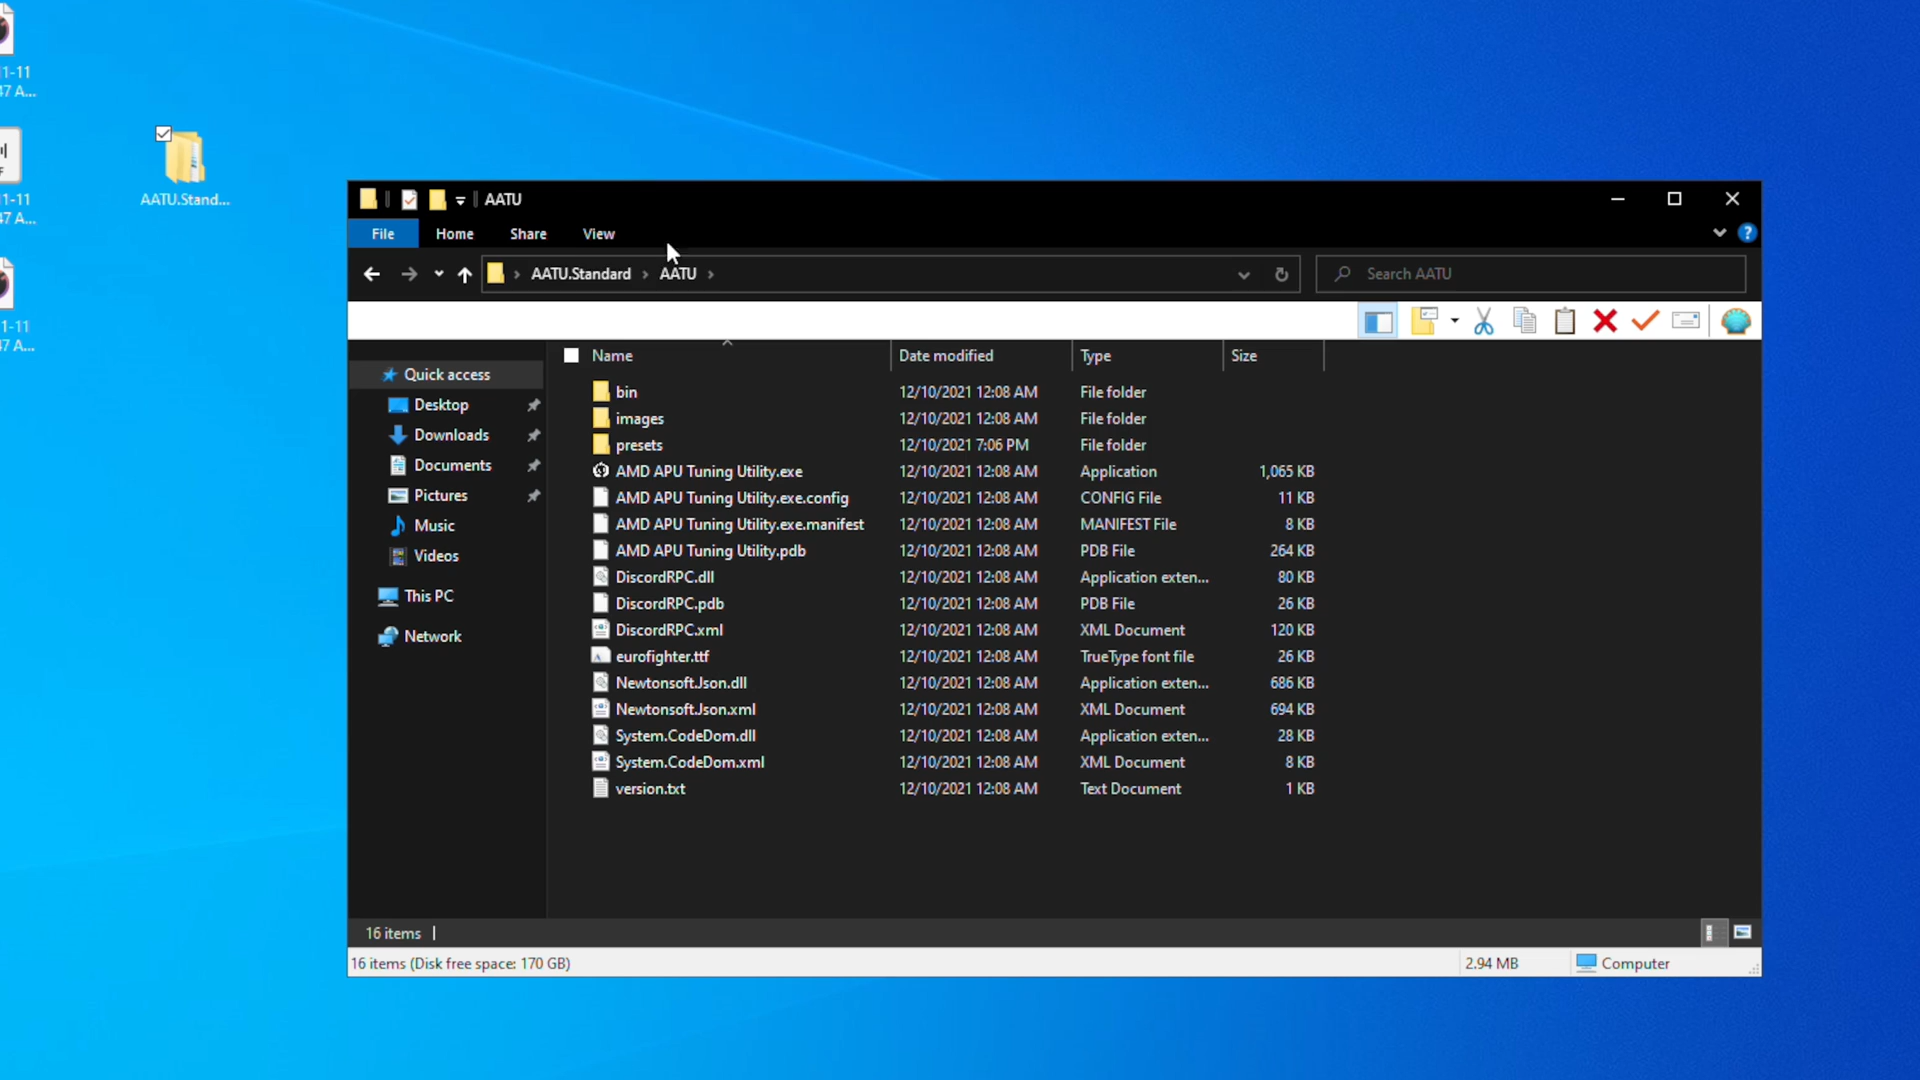 1-11
47 A...
F
11-11
47 A...
1-11
47 A...
AATU.Stand...
AATU
File Home Share View
AATU.Standard AATU
Search AATU
Name Date modified Type Size
Quick access
Desktop
Downloads
Documents
Pictures
Music
Videos
This PC
Network
bin 12/10/2021 12:08 AM File folder
images 12/10/2021 12:08 AM File folder
presets 12/10/2021 7:06 PM File folder
AMD APU Tuning Utility.exe 12/10/2021 12:08 AM Application 1,065 KB
AMD APU Tuning Utility.exe.config 12/10/2021 12:08 AM CONFIG File 11 KB
AMD APU Tuning Utility.exe.manifest 12/10/2021 12:08 AM MANIFEST File 8 KB
AMD APU Tuning Utility.pdb 12/10/2021 12:08 AM PDB File 264 KB
DiscordRPC.dll 12/10/2021 12:08 AM Application exten... 80 KB
DiscordRPC.pdb 12/10/2021 12:08 AM PDB File 26 KB
DiscordRPC.xml 12/10/2021 12:08 AM XML Document 120 KB
eurofighter.ttf 12/10/2021 12:08 AM TrueType font file 26 KB
Newtonsoft.Json.dll 12/10/2021 12:08 AM Application exten... 686 KB
Newtonsoft.Json.xml 12/10/2021 12:08 AM XML Document 694 KB
System.CodeDom.dll 12/10/2021 12:08 AM Application exten... 28 KB
System.CodeDom.xml 12/10/2021 12:08 AM XML Document 8 KB
version.txt 12/10/2021 12:08 AM Text Document 1 KB
16 items
16 items (Disk free space: 170 GB) 2.94 MB Computer